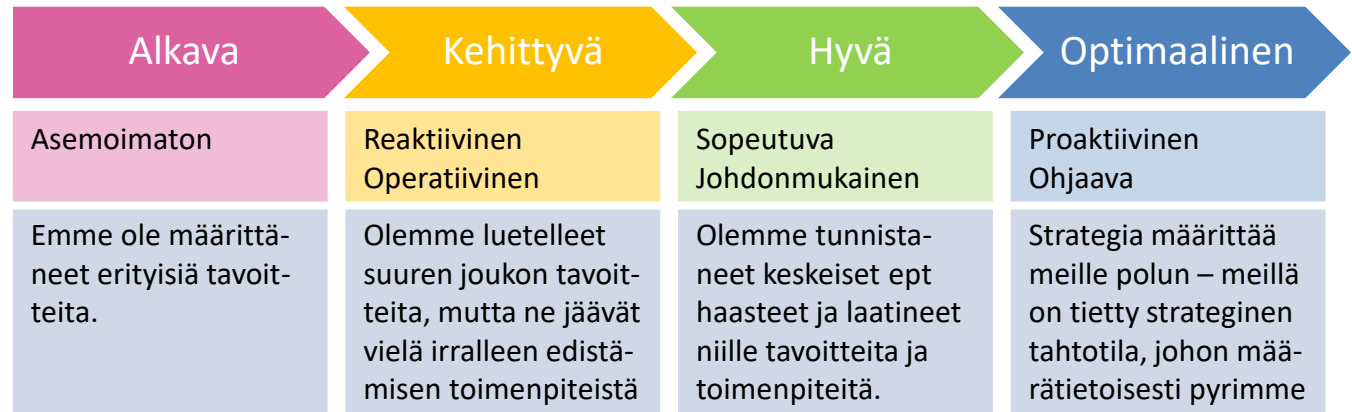 Alkava
Kehittyvä
Hyvä
Optimaalinen
Asemoimaton
Reaktiivinen
Operatiivinen
Sopeutuva
Johdonmukainen
Proaktiivinen
Ohjaava
Emme ole määrittä-
neet erityisiä tavoit-
teita.
Olemme luetelleet
suuren joukon tavoit-
teita, mutta ne jäävät
vielä irralleen edistä-
misen toimenpiteistä
Olemme tunnista-
neet keskeiset ept
haasteet ja laatineet
niille tavoitteita ja
toimenpiteitä.
Strategia määrittää
meille polun – meillä
on tietty strateginen
tahtotila, johon mää-
rätietoisesti pyrimme